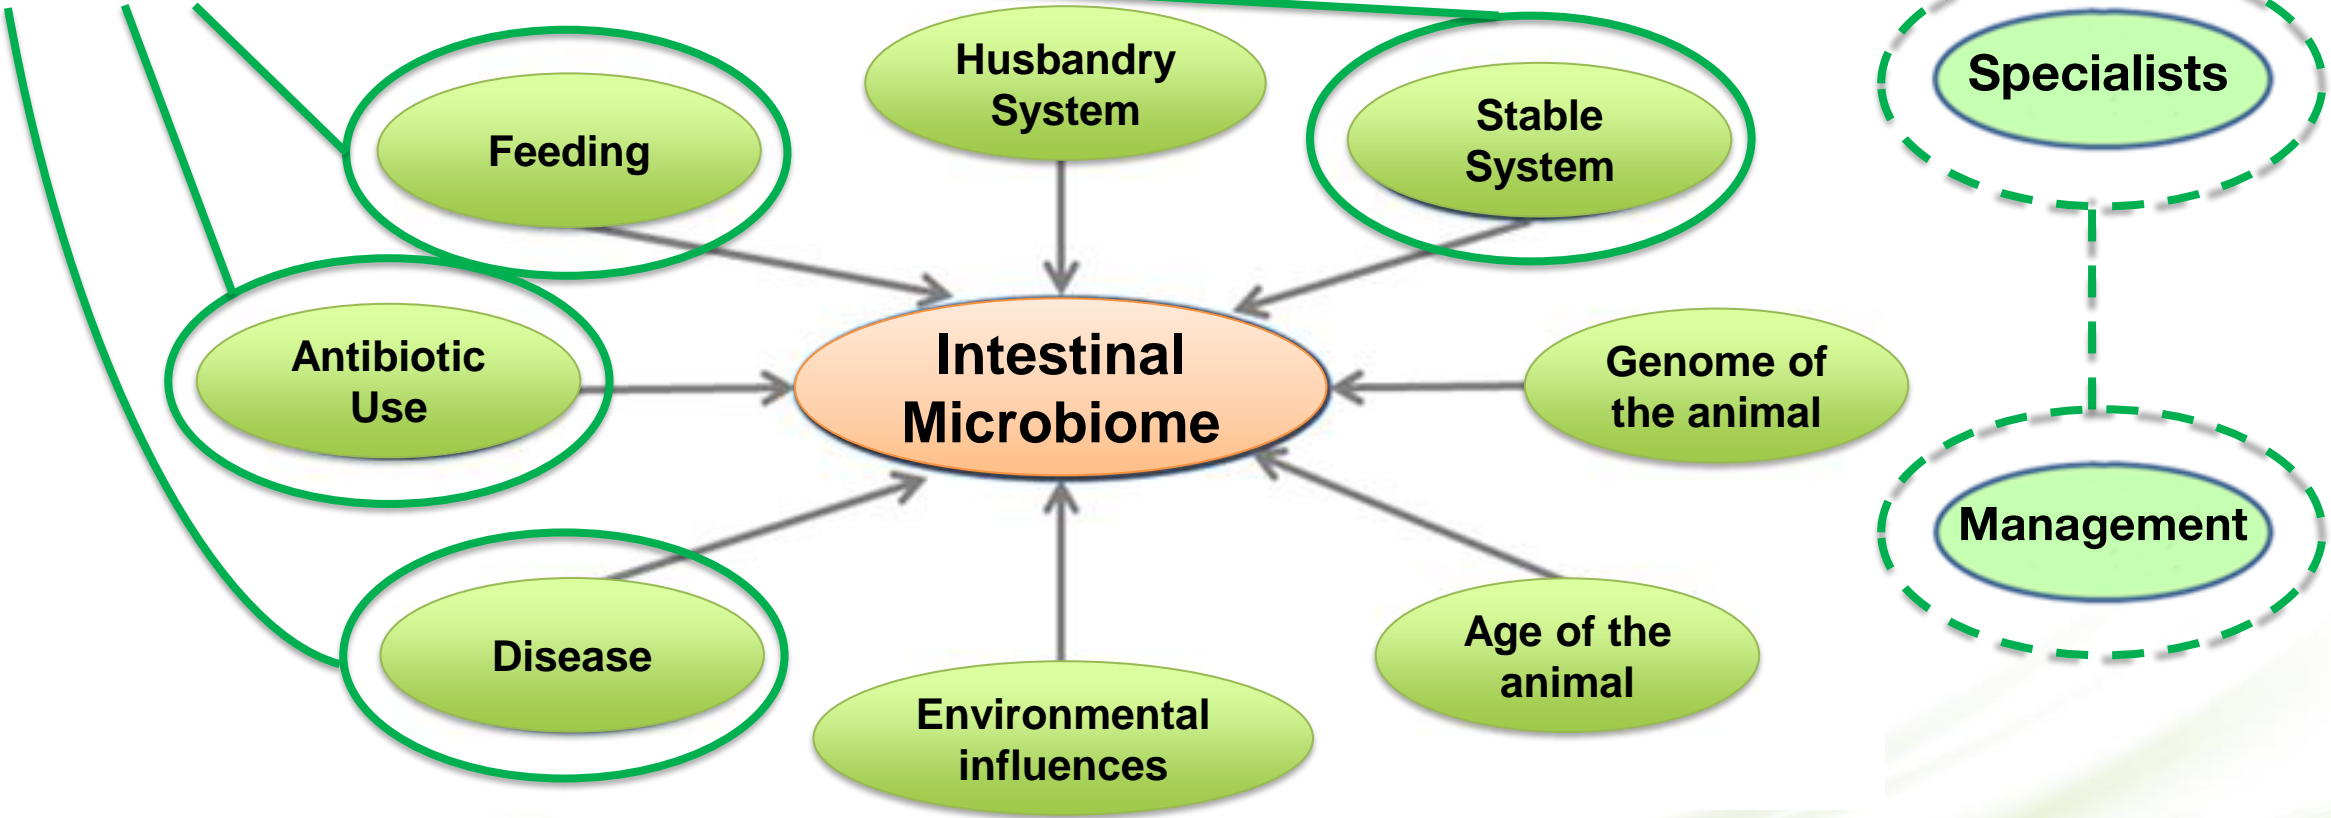 Husbandry
System
Specialists
Stable
System
Feeding
Intestinal
Microbiome
Antibiotic
Use
Genome of
the animal
Management
Disease
Age of the
animal
Environmental
influences